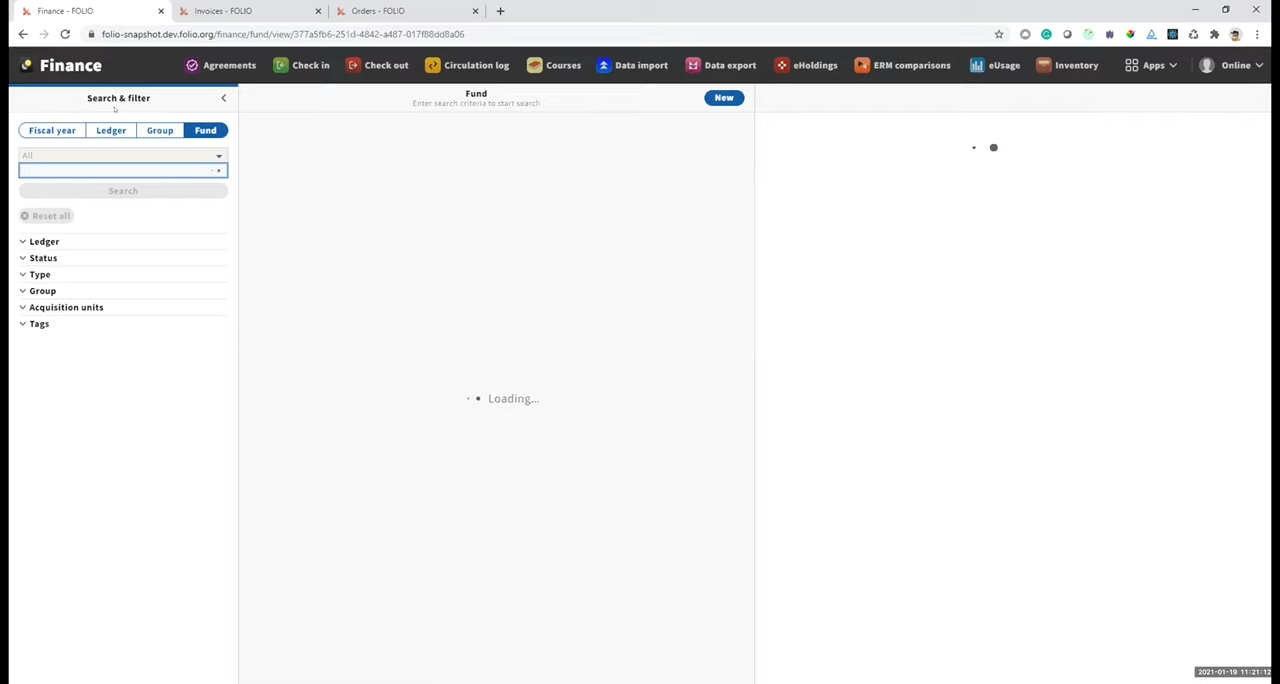 Finance - FOLIO
Invoices - FOLIO
Orders - FOLIO
folio-snapshot.dev.folio.org/finance/fund/view/377a5fb6-251d-4842-a487-017f88dd8a06
Finance
Agreements
Check in
Check out
Circulation log
Courses
Data import
Data export
eHoldings
ERM comparisons
eUsage
Inventory
Apps
Online
Search & filter
Fund
Enter search criteria to start search
New
Fiscal year
Ledger
Group
Fund
All
Search
Reset all
Ledger
Status
Type
Group
Acquisition units
Tags
Loading...
2021-01-19 11:21:12